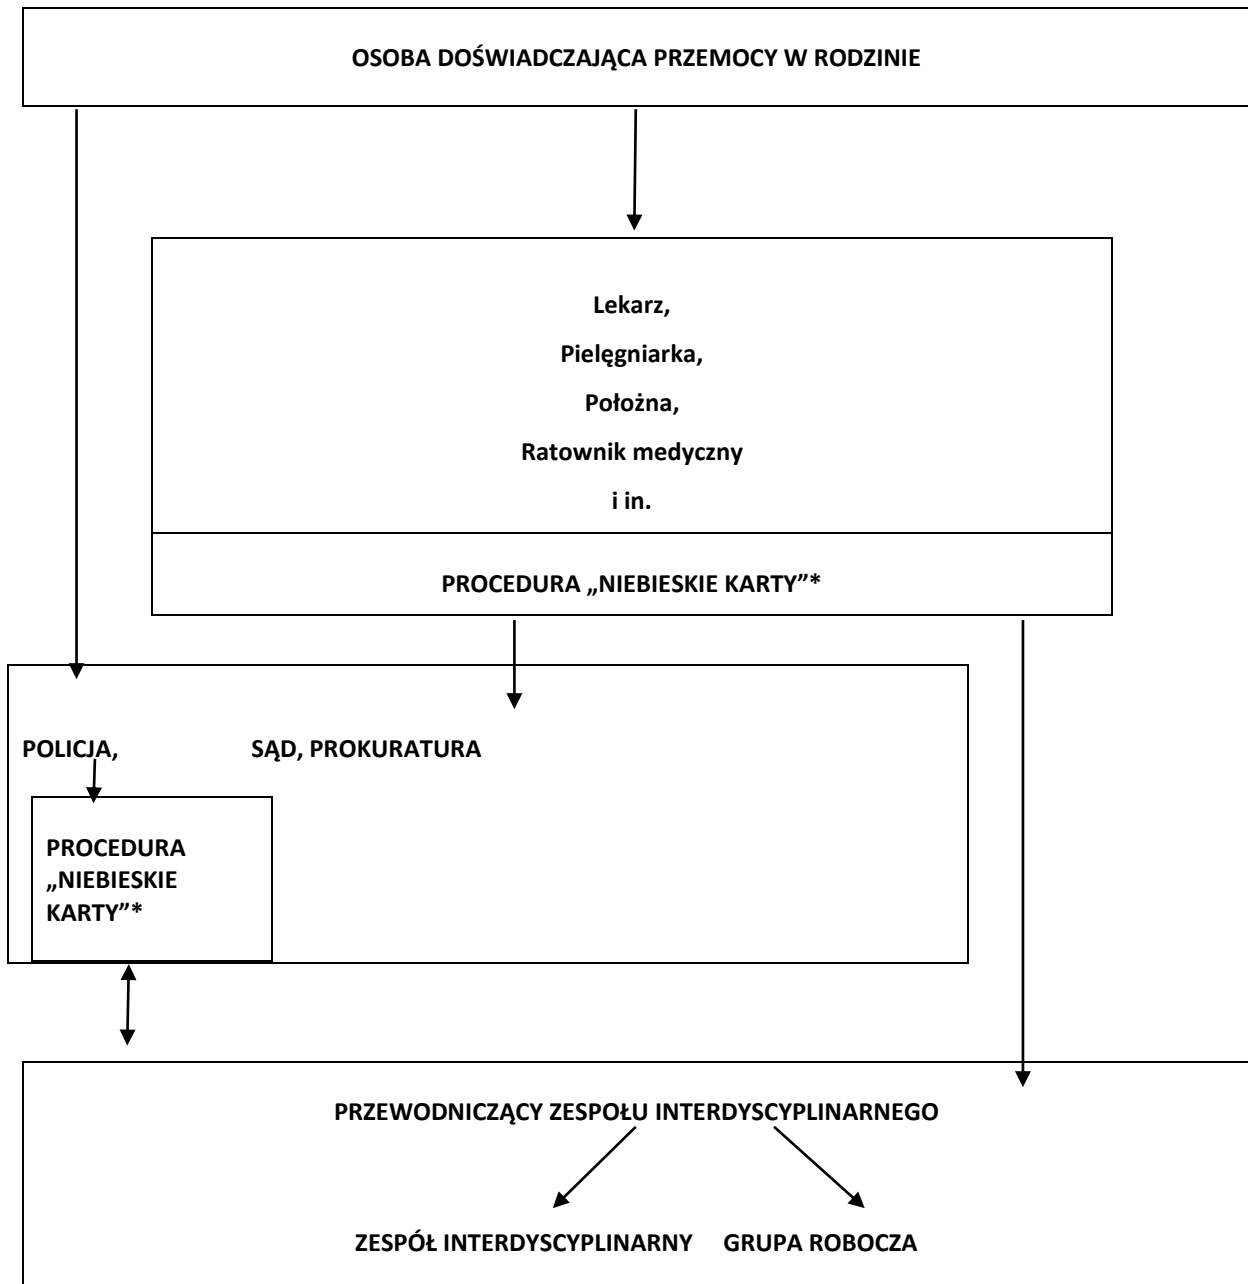 OSOBA DOŚWIADCZAJĄCA PRZEMOCY W RODZINIE
Lekarz,
Pielęgniarka,
Położna,
Ratownik medyczny
i in.
PROCEDURA „NIEBIESKIE KARTY”*
POLICJA, SĄD, PROKURATURA
PROCEDURA
„NIEBIESKIE
KARTY”*
PRZEWODNICZĄCY ZESPOŁU INTERDYSCYPLINARNEGO
ZESPÓŁ INTERDYSCYPLINARNY GRUPA ROBOCZA